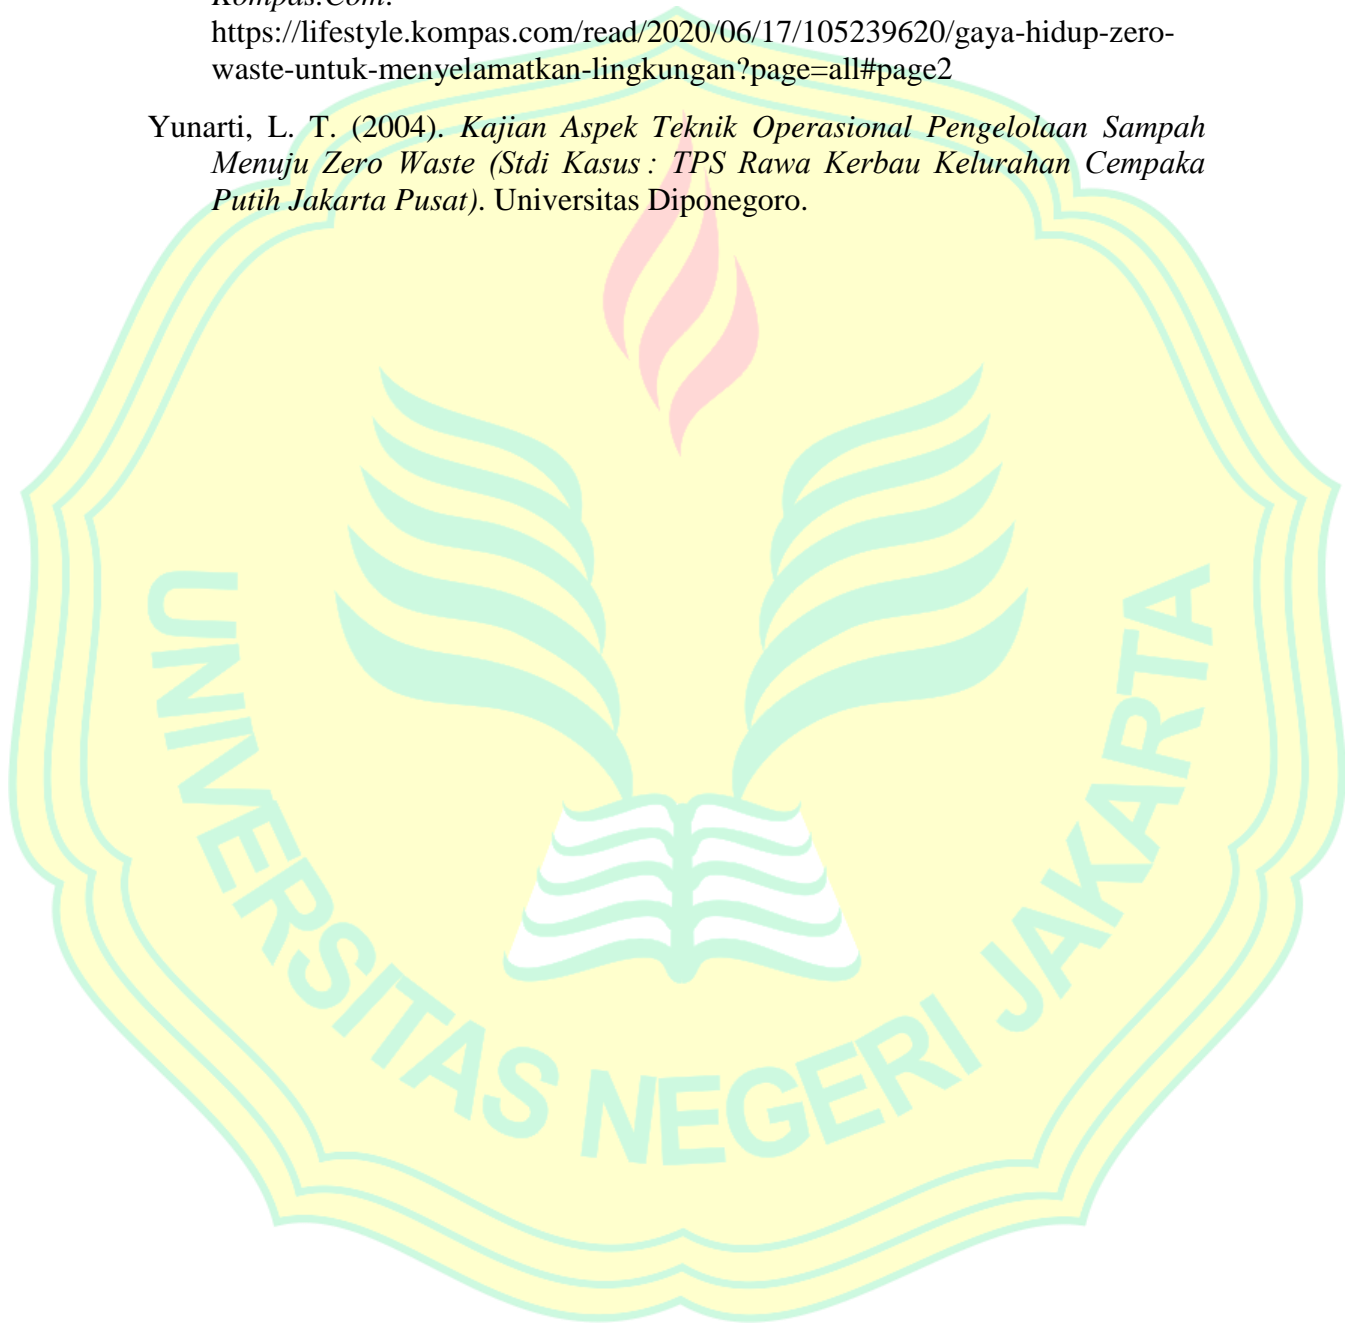 Kompas.Com.
https://lifestyle.kompas.com/read/2020/06/17/105239620/gaya-hidup-zero-
waste-untuk-menyelamatkan-lingkungan?page=all#page2
Yunarti, L. T. (2004). Kajian Aspek Teknik Operasional Pengelolaan Sampah
Menuju Zero Waste (Stdi Kasus : TPS Rawa Kerbau Kelurahan Cempaka
Putih Jakarta Pusat). Universitas Diponegoro.
UNIVERSITAS NEGERI JAKARTA